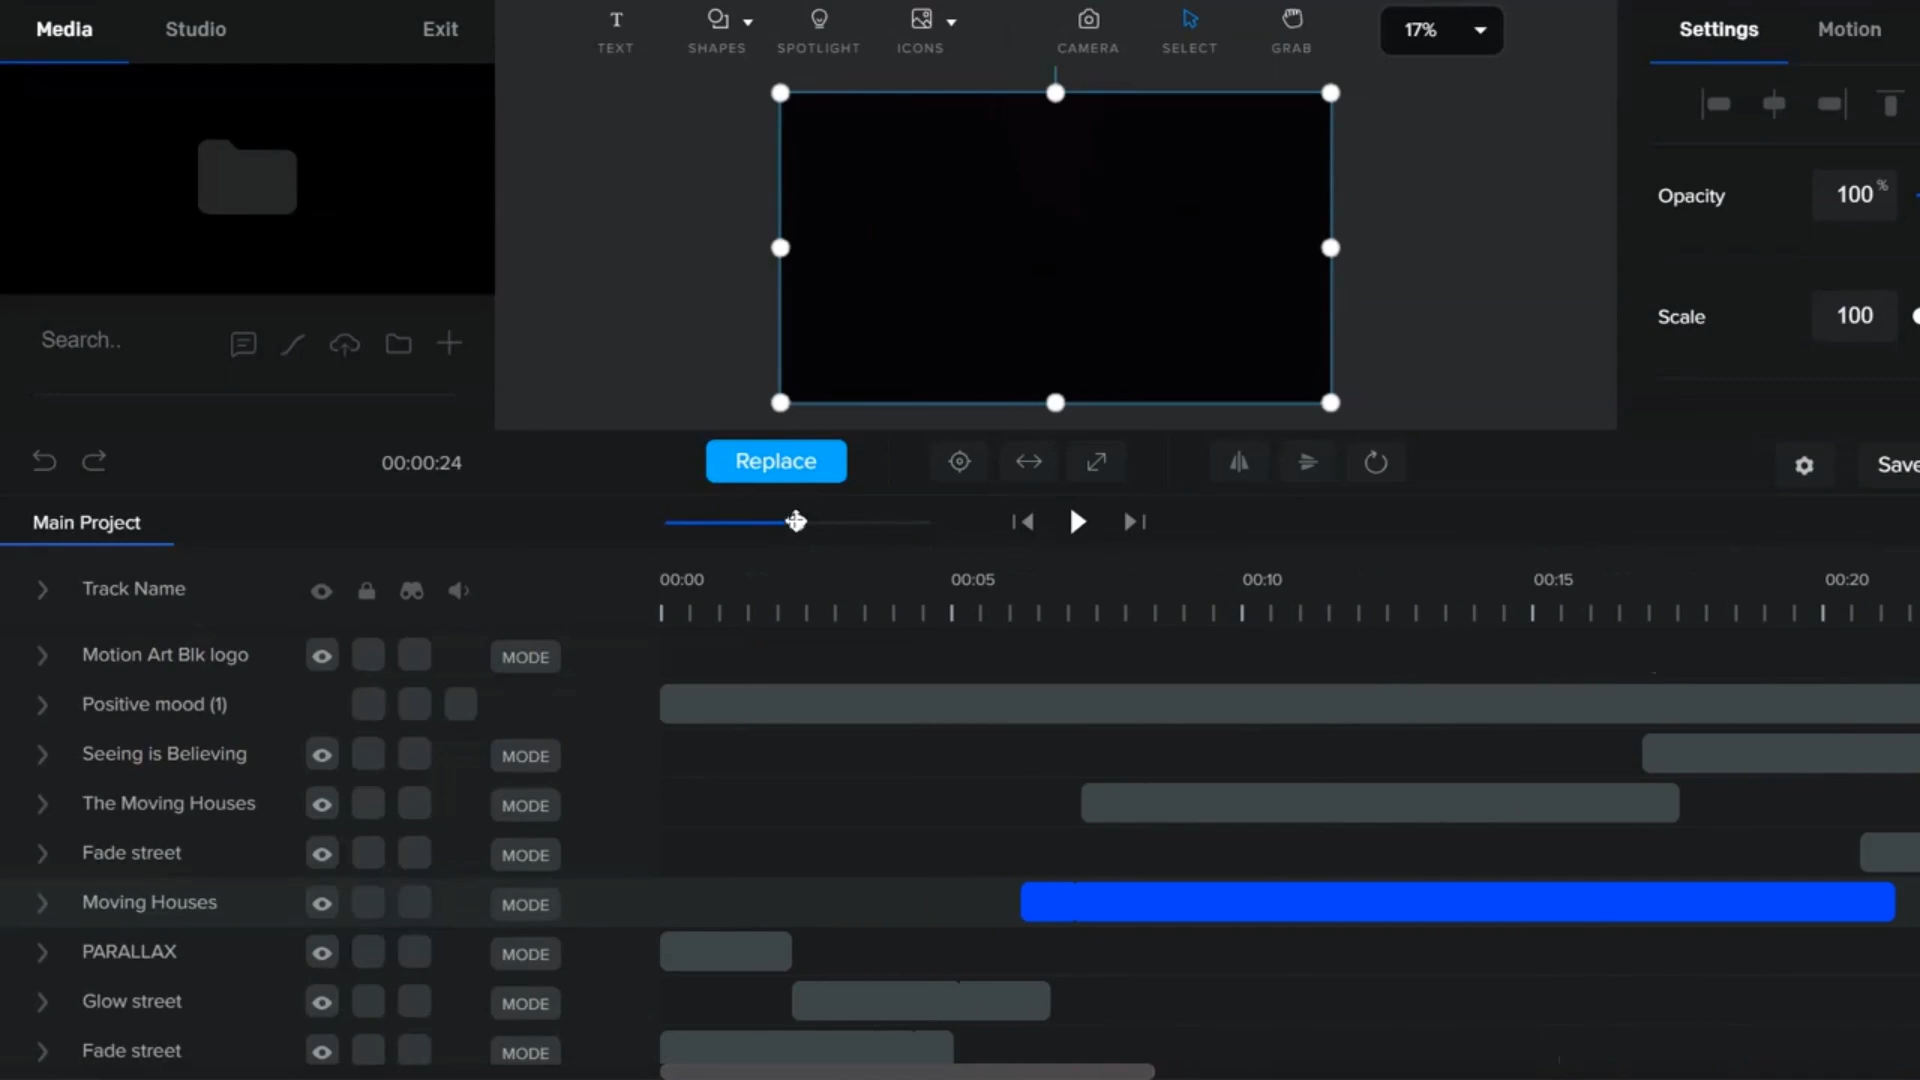 Media Studio Exit
TEXT SHAPES SPOTLIGHT ICONS CAMERA SELECT GRAB
17%
Settings Motion
Opacity 100 %
Scale 100
Search..
00:00:24
Replace
Save
Main Project
Track Name
00:00 00:05 00:10 00:15 00:20
Motion Art Blk logo MODE
Positive mood (1)
Seeing is Believing MODE
The Moving Houses MODE
Fade street MODE
Moving Houses MODE
PARALLAX MODE
Glow street MODE
Fade street MODE